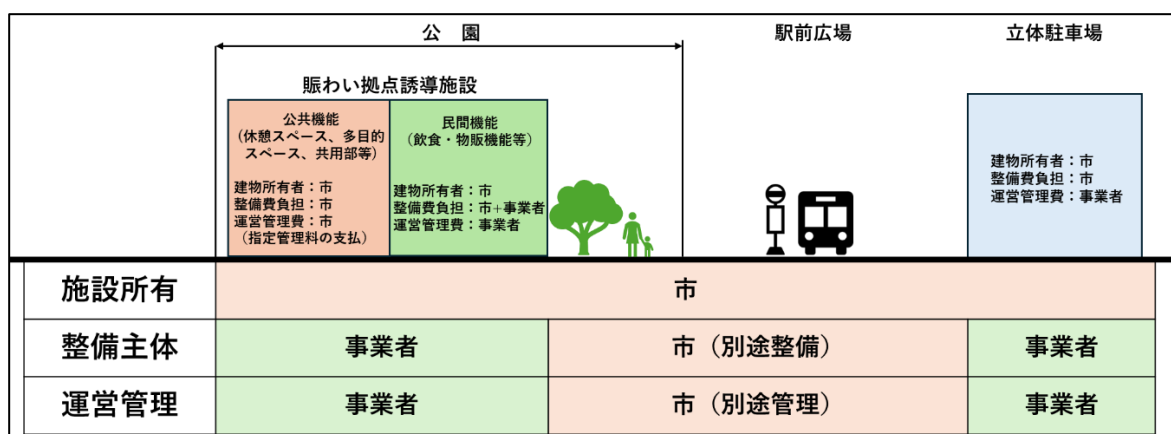 公　園
駅前広場
立体駐車場
賑わい拠点誘導施設
公共機能
（休憩スペース、多目的
スペース、共用部等）
建物所有者：市
整備費負担：市
運営管理費：市
（指定管理料の支払）
民間機能
（飲食・物販機能等）
建物所有者：市
整備費負担：市+事業者
運営管理費：事業者
建物所有者：市
整備費負担：市
運営管理費：事業者
施設所有
市
整備主体
事業者
市（別途整備）
事業者
運営管理
事業者
市（別途管理）
事業者